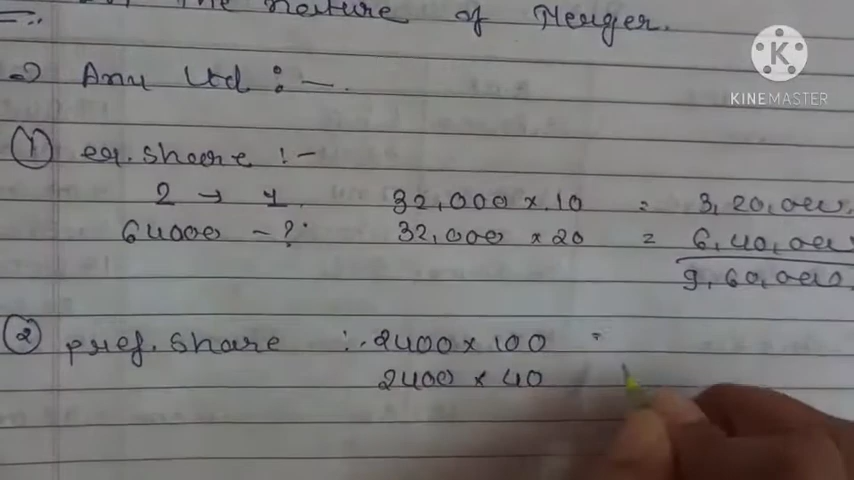 The nature of Merger.
KINEMASTER
=) Anu Ltd :-.
① eq. share :-
2 → 1. 32,000 x 10 = 3,20,000.
64000 - ? 32,000 x 20 = 6,40,000
9,60,000.
② pref. share :. 2400 x 100 =
2400 x 40